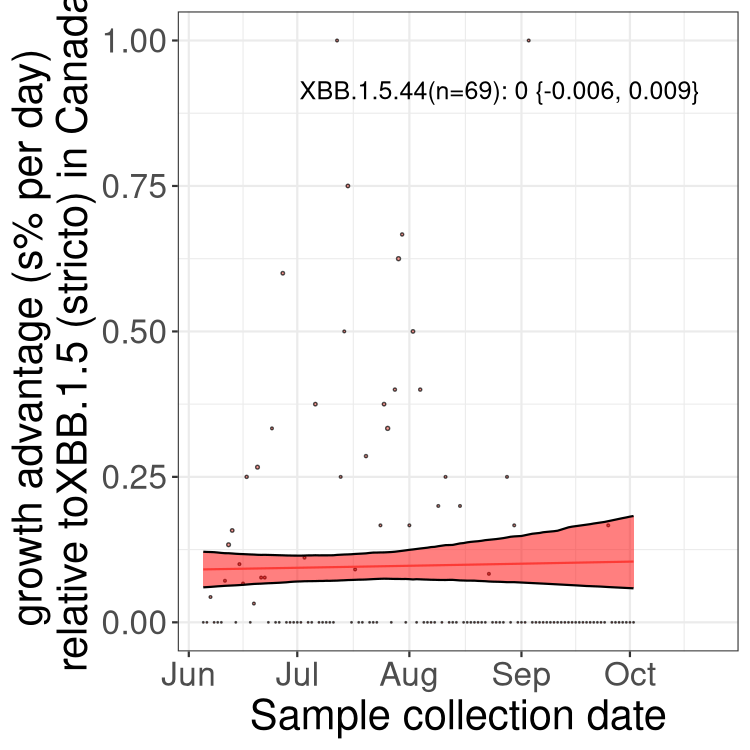 growth advantage (s% per day)
relative toXBB.1.5 (stricto) in Canada
1.00
0.75
0.50
0.25
0.00
XBB.1.5.44(n=69): 0 {-0.006, 0.009}
Jun Jul Aug Sep Oct
Sample collection date